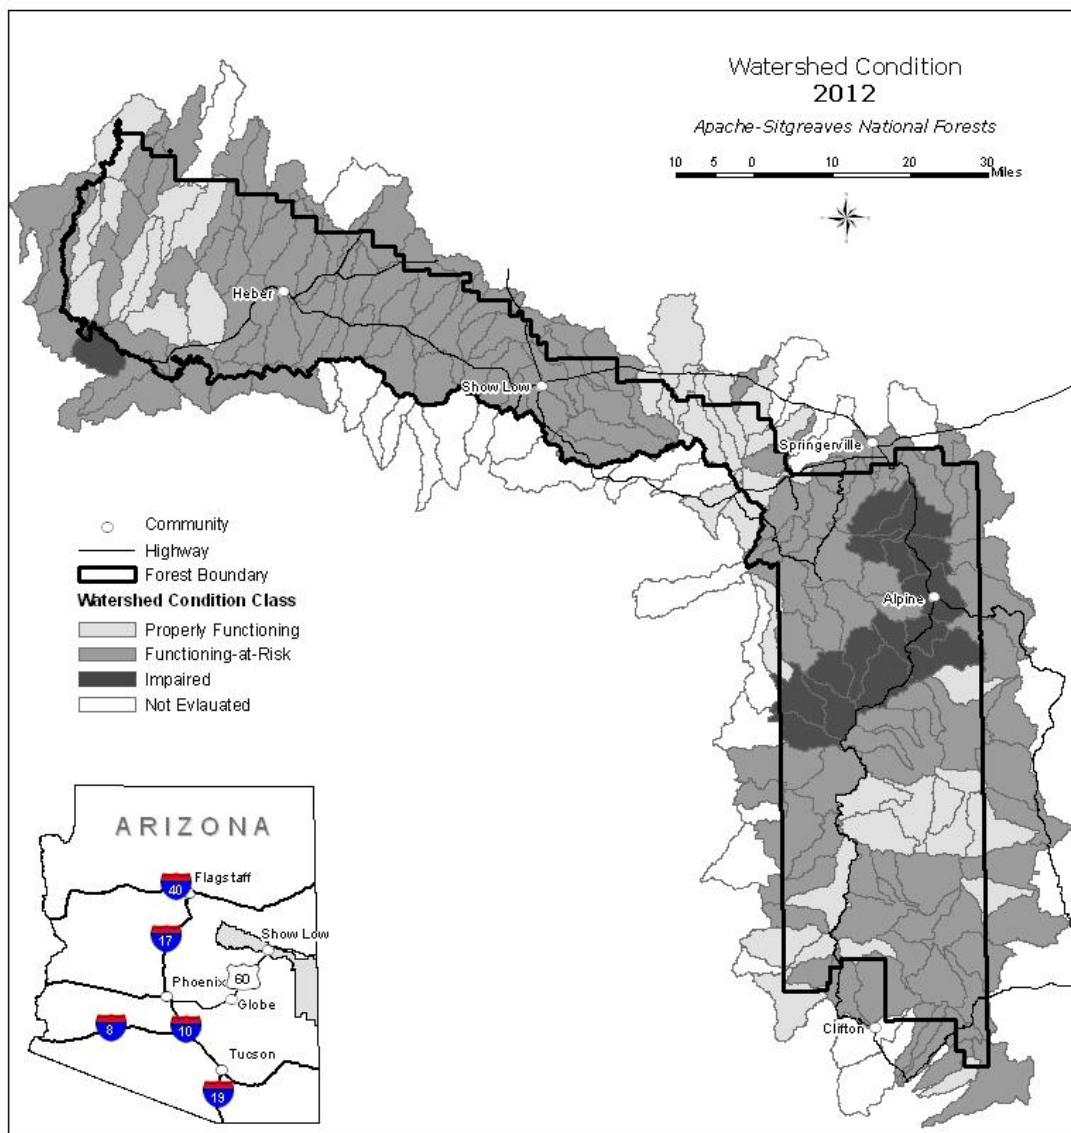 Watershed Condition
2012
Apache-Sitgreaves National Forests
10 5 0 10 20 30
Miles
Heber
Show Low
Springerville
Alpine
Clifton
Community
Highway
Forest Boundary
Watershed Condition Class
Properly Functioning
Functioning-at-Risk
Impaired
Not Evlauated
ARIZONA
40
Flagstaff
17
Show Low
Phoenix
60
Globe
8
10
Tucson
19